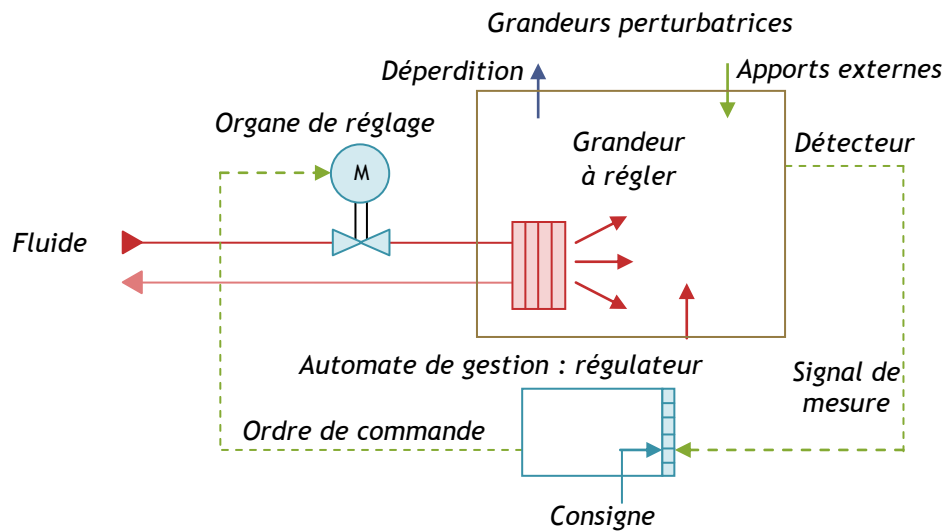 Grandeurs perturbatrices
Déperdition
Apports externes
Organe de réglage
Grandeur
à régler
Détecteur
M
Fluide
Automate de gestion : régulateur
Signal de
mesure
Ordre de commande
Consigne